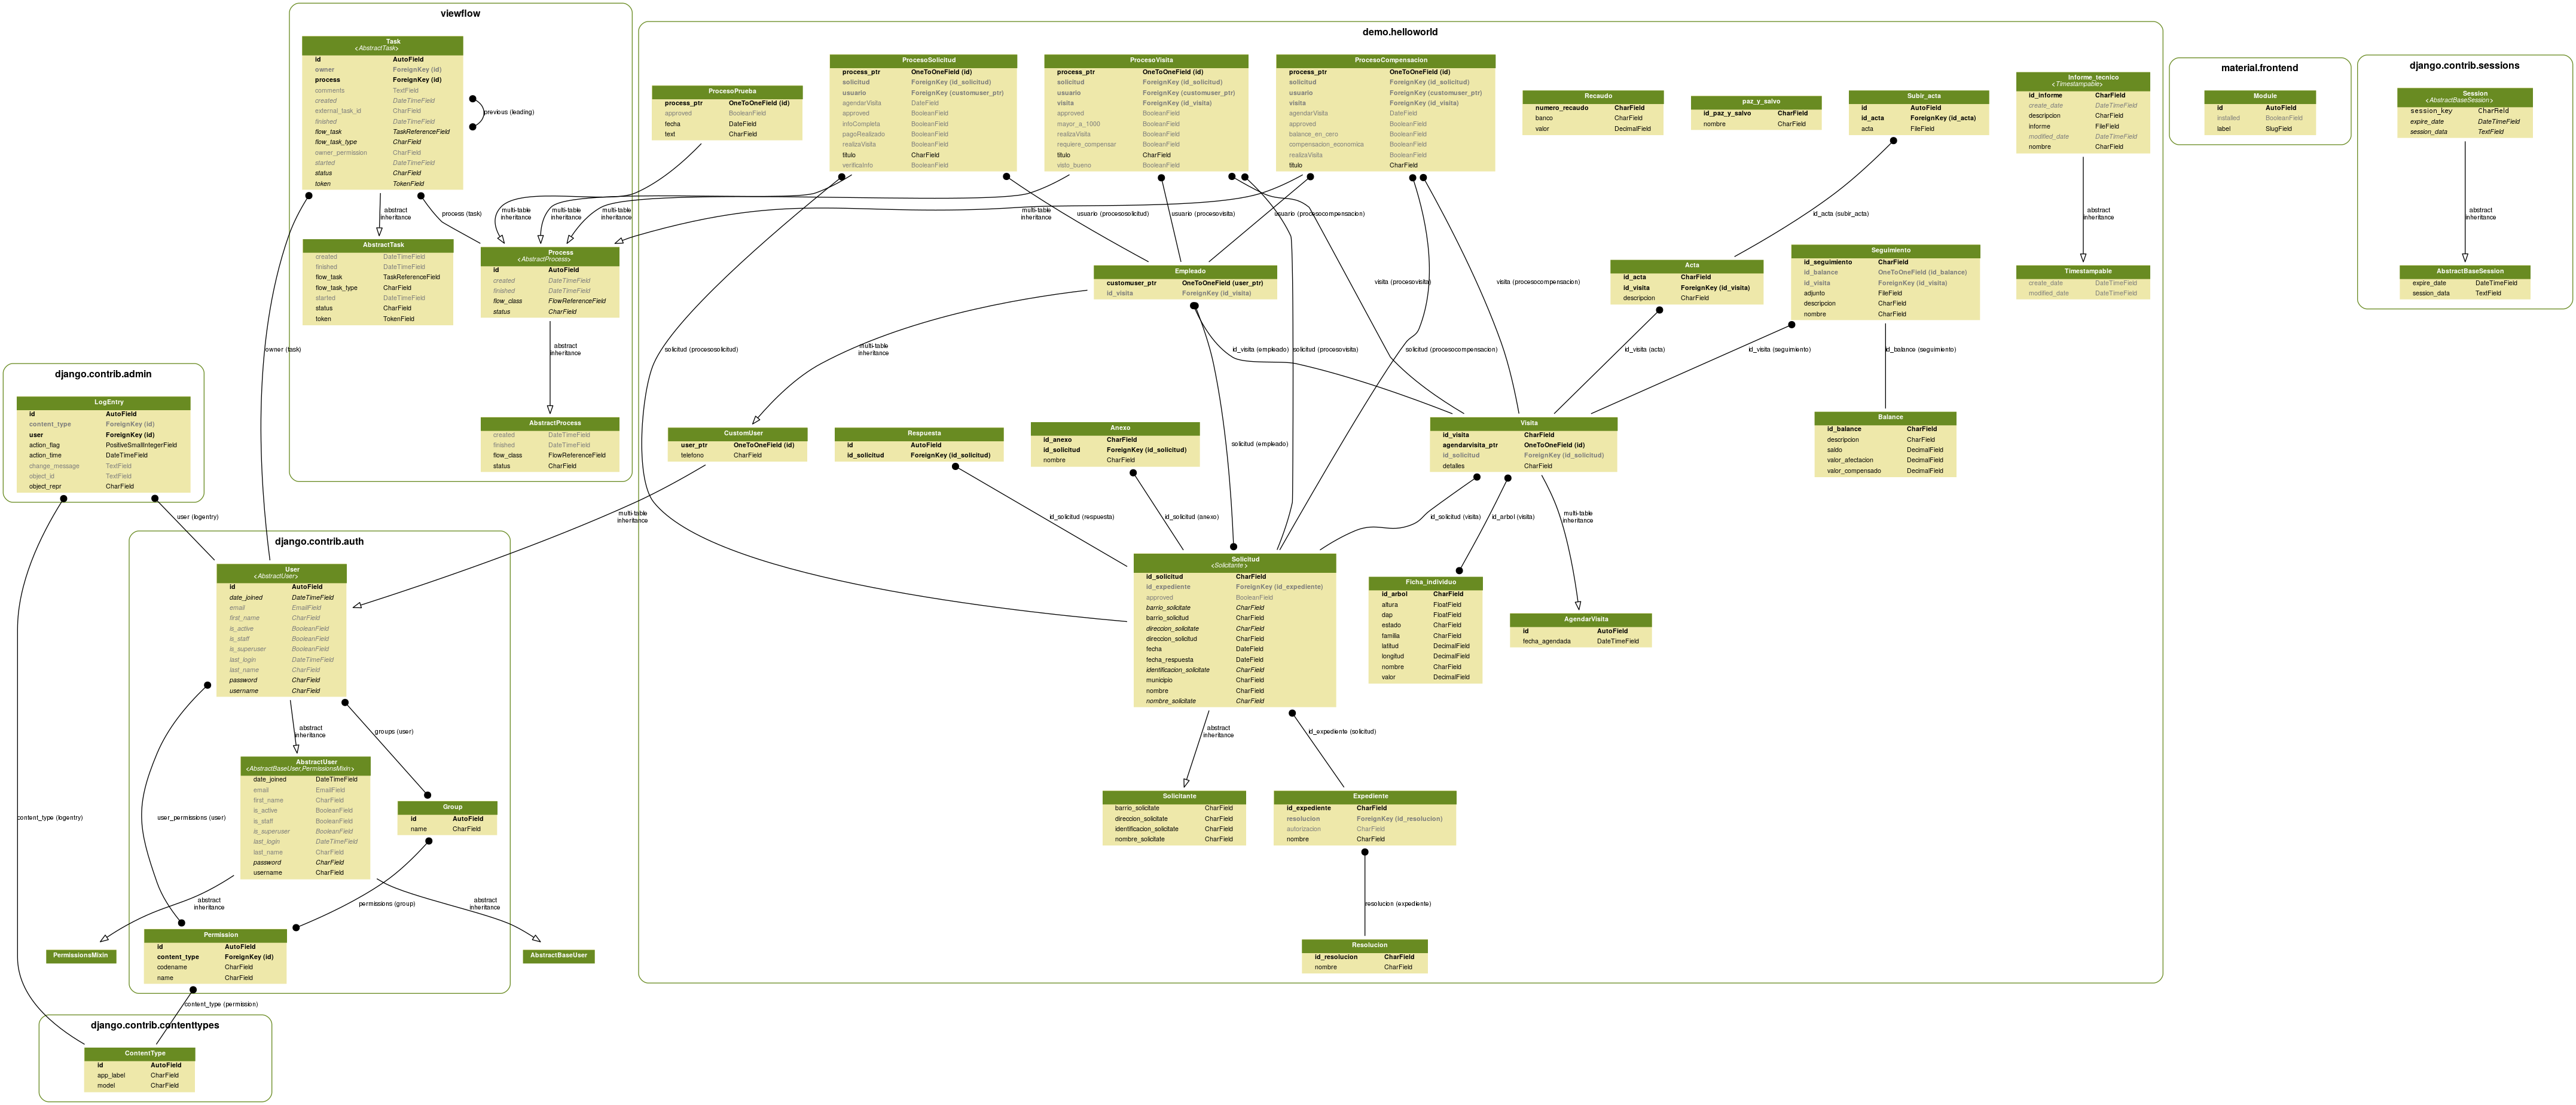 viewflow
Task
<AbstractTask>
id AutoField
owner ForeignKey (id)
process ForeignKey (id)
comments TextField
created DateTimeField
external_task_id CharField
finished DateTimeField
flow_task TaskReferenceField
flow_task_type CharField
owner_permission CharField
started DateTimeField
status CharField
token TokenField
previous (leading)
abstract
inheritance
process (task)
multi-table
inheritance
multi-table
inheritance
multi-table
inheritance
AbstractTask
created DateTimeField
finished DateTimeField
flow_task TaskReferenceField
flow_task_type CharField
started DateTimeField
status CharField
token TokenField
Process
<AbstractProcess>
id AutoField
created DateTimeField
finished DateTimeField
flow_class FlowReferenceField
status CharField
owner (task)
abstract
inheritance
AbstractProcess
created DateTimeField
finished DateTimeField
flow_class FlowReferenceField
status CharField
demo.helloworld
ProcesoPrueba
process_ptr OneToOneField (id)
approved BooleanField
fecha DateField
text CharField
ProcesoSolicitud
process_ptr OneToOneField (id)
solicitud ForeignKey (id_solicitud)
usuario ForeignKey (customuser_ptr)
agendarVisita DateField
approved BooleanField
infoCompleta BooleanField
pagoRealizado BooleanField
realizaVisita BooleanField
titulo CharField
verificaInfo BooleanField
ProcesoVisita
process_ptr OneToOneField (id)
solicitud ForeignKey (id_solicitud)
usuario ForeignKey (customuser_ptr)
visita ForeignKey (id_visita)
approved BooleanField
mayor_a_1000 BooleanField
realizaVisita BooleanField
requiere_compensar BooleanField
titulo CharField
visto_bueno BooleanField
ProcesoCompensacion
process_ptr OneToOneField (id)
solicitud ForeignKey (id_solicitud)
usuario ForeignKey (customuser_ptr)
visita ForeignKey (id_visita)
agendarVisita DateField
approved BooleanField
balance_en_cero BooleanField
compensacion_economica BooleanField
realizaVisita BooleanField
titulo CharField
Recaudo
numero_recaudo CharField
banco CharField
valor DecimalField
paz_y_salvo
id_paz_y_salvo CharField
nombre CharField
Subir_acta
id AutoField
id_acta ForeignKey (id_acta)
acta FileField
Informe_tecnico
<Timestampable>
id_informe CharField
create_date DateTimeField
descripcion CharField
informe FileField
modified_date DateTimeField
nombre CharField
multi-table
inheritance
usuario (procesosolicitud)
usuario (procesovisita)
usuario (procesocompensacion)
id_acta (subir_acta)
abstract
inheritance
Empleado
customuser_ptr OneToOneField (user_ptr)
id_visita ForeignKey (id_visita)
visita (procesovisita)
visita (procesocompensacion)
Acta
id_acta CharField
id_visita ForeignKey (id_visita)
descripcion CharField
Seguimiento
id_seguimiento CharField
id_balance OneToOneField (id_balance)
id_visita ForeignKey (id_visita)
adjunto FileField
descripcion CharField
nombre CharField
Timestampable
create_date DateTimeField
modified_date DateTimeField
solicitud (procesosolicitud)
multi-table
inheritance
id_visita (empleado)
solicitud (procesovisita)
solicitud (procesocompensacion)
id_visita (acta)
id_visita (seguimiento)
id_balance (seguimiento)
CustomUser
user_ptr OneToOneField (id)
telefono CharField
Respuesta
id AutoField
id_solicitud ForeignKey (id_solicitud)
Anexo
id_anexo CharField
id_solicitud ForeignKey (id_solicitud)
nombre CharField
solicitud (empleado)
Visita
id_visita CharField
agendarvisita_ptr OneToOneField (id)
id_solicitud ForeignKey (id_solicitud)
detalles CharField
Balance
id_balance CharField
descripcion CharField
saldo DecimalField
valor_afectacion DecimalField
valor_compensado DecimalField
multi-table
inheritance
id_solicitud (respuesta)
id_solicitud (anexo)
id_solicitud (visita)
id_arbol (visita)
multi-table
inheritance
Solicitud
<Solicitante >
id_solicitud CharField
id_expediente ForeignKey (id_expediente)
approved BooleanField
barrio_solicitate CharField
barrio_solicitud CharField
direccion_solicitate CharField
direccion_solicitud CharField
fecha DateField
fecha_respuesta DateField
identificacion_solicitate CharField
municipio CharField
nombre CharField
nombre_solicitate CharField
Ficha_individuo
id_arbol CharField
altura FloatField
dap FloatField
estado CharField
familia CharField
latitud DecimalField
longitud DecimalField
nombre CharField
valor DecimalField
AgendarVisita
id AutoField
fecha_agendada DateTimeField
abstract
inheritance
id_expediente (solicitud)
Solicitante
barrio_solicitate CharField
direccion_solicitate CharField
identificacion_solicitate CharField
nombre_solicitate CharField
Expediente
id_expediente CharField
resolucion ForeignKey (id_resolucion)
autorizacion CharField
nombre CharField
resolucion (expediente)
Resolucion
id_resolucion CharField
nombre CharField
material.frontend
Module
id AutoField
installed BooleanField
label SlugField
django.contrib.sessions
Session
<AbstractBaseSession>
session_key CharField
expire_date DateTimeField
session_data TextField
abstract
inheritance
AbstractBaseSession
expire_date DateTimeField
session_data TextField
django.contrib.admin
LogEntry
id AutoField
content_type ForeignKey (id)
user ForeignKey (id)
action_flag PositiveSmallIntegerField
action_time DateTimeField
change_message TextField
object_id TextField
object_repr CharField
user (logentry)
content_type (logentry)
django.contrib.auth
User
<AbstractUser>
id AutoField
date_joined DateTimeField
email EmailField
first_name CharField
is_active BooleanField
is_staff BooleanField
is_superuser BooleanField
last_login DateTimeField
last_name CharField
password CharField
username CharField
abstract
inheritance
groups (user)
user_permissions (user)
AbstractUser
<AbstractBaseUser,PermissionsMixin>
date_joined DateTimeField
email EmailField
first_name CharField
is_active BooleanField
is_staff BooleanField
is_superuser BooleanField
last_login DateTimeField
last_name CharField
password CharField
username CharField
Group
id AutoField
name CharField
abstract
inheritance
permissions (group)
abstract
inheritance
PermissionsMixin
Permission
id AutoField
content_type ForeignKey (id)
codename CharField
name CharField
AbstractBaseUser
content_type (permission)
django.contrib.contenttypes
ContentType
id AutoField
app_label CharField
model CharField